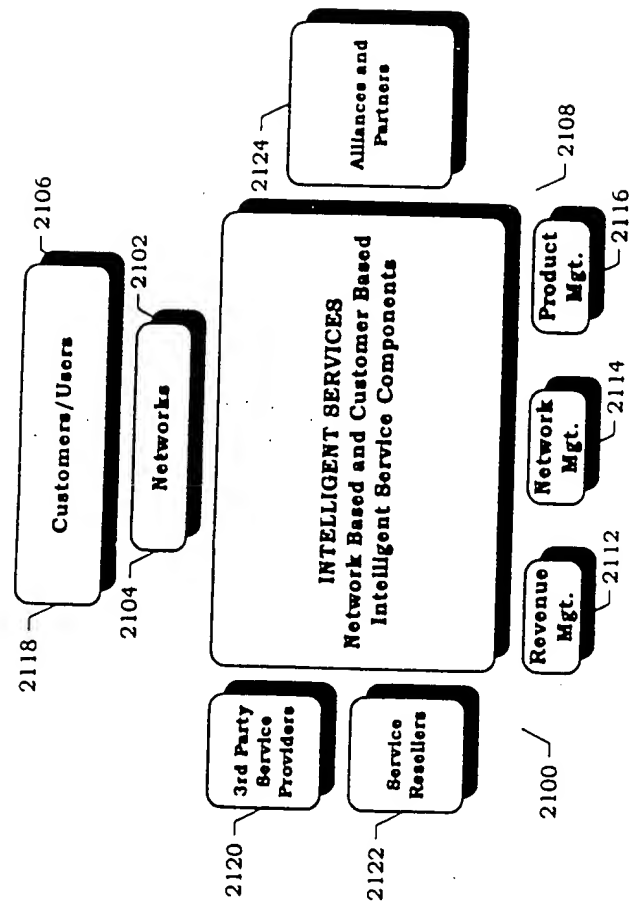 2106
2118
Customers/Users
2102
2104
Networks
2124
Alliances and
Partners
2120
3rd Party
Service
Providers
INTELLIGENT SERVICES
Network Based and Customer Based
Intelligent Service Components
2122
Service
Resellers
2108
2100
Revenue
Mgt.
2112
Network
Mgt.
2114
Product
Mgt.
2116